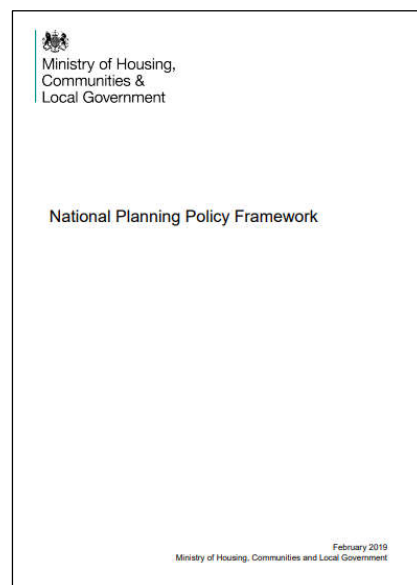 Ministry of Housing,
Communities &
Local Government
National Planning Policy Framework
February 2019
Ministry of Housing, Communities and Local Government